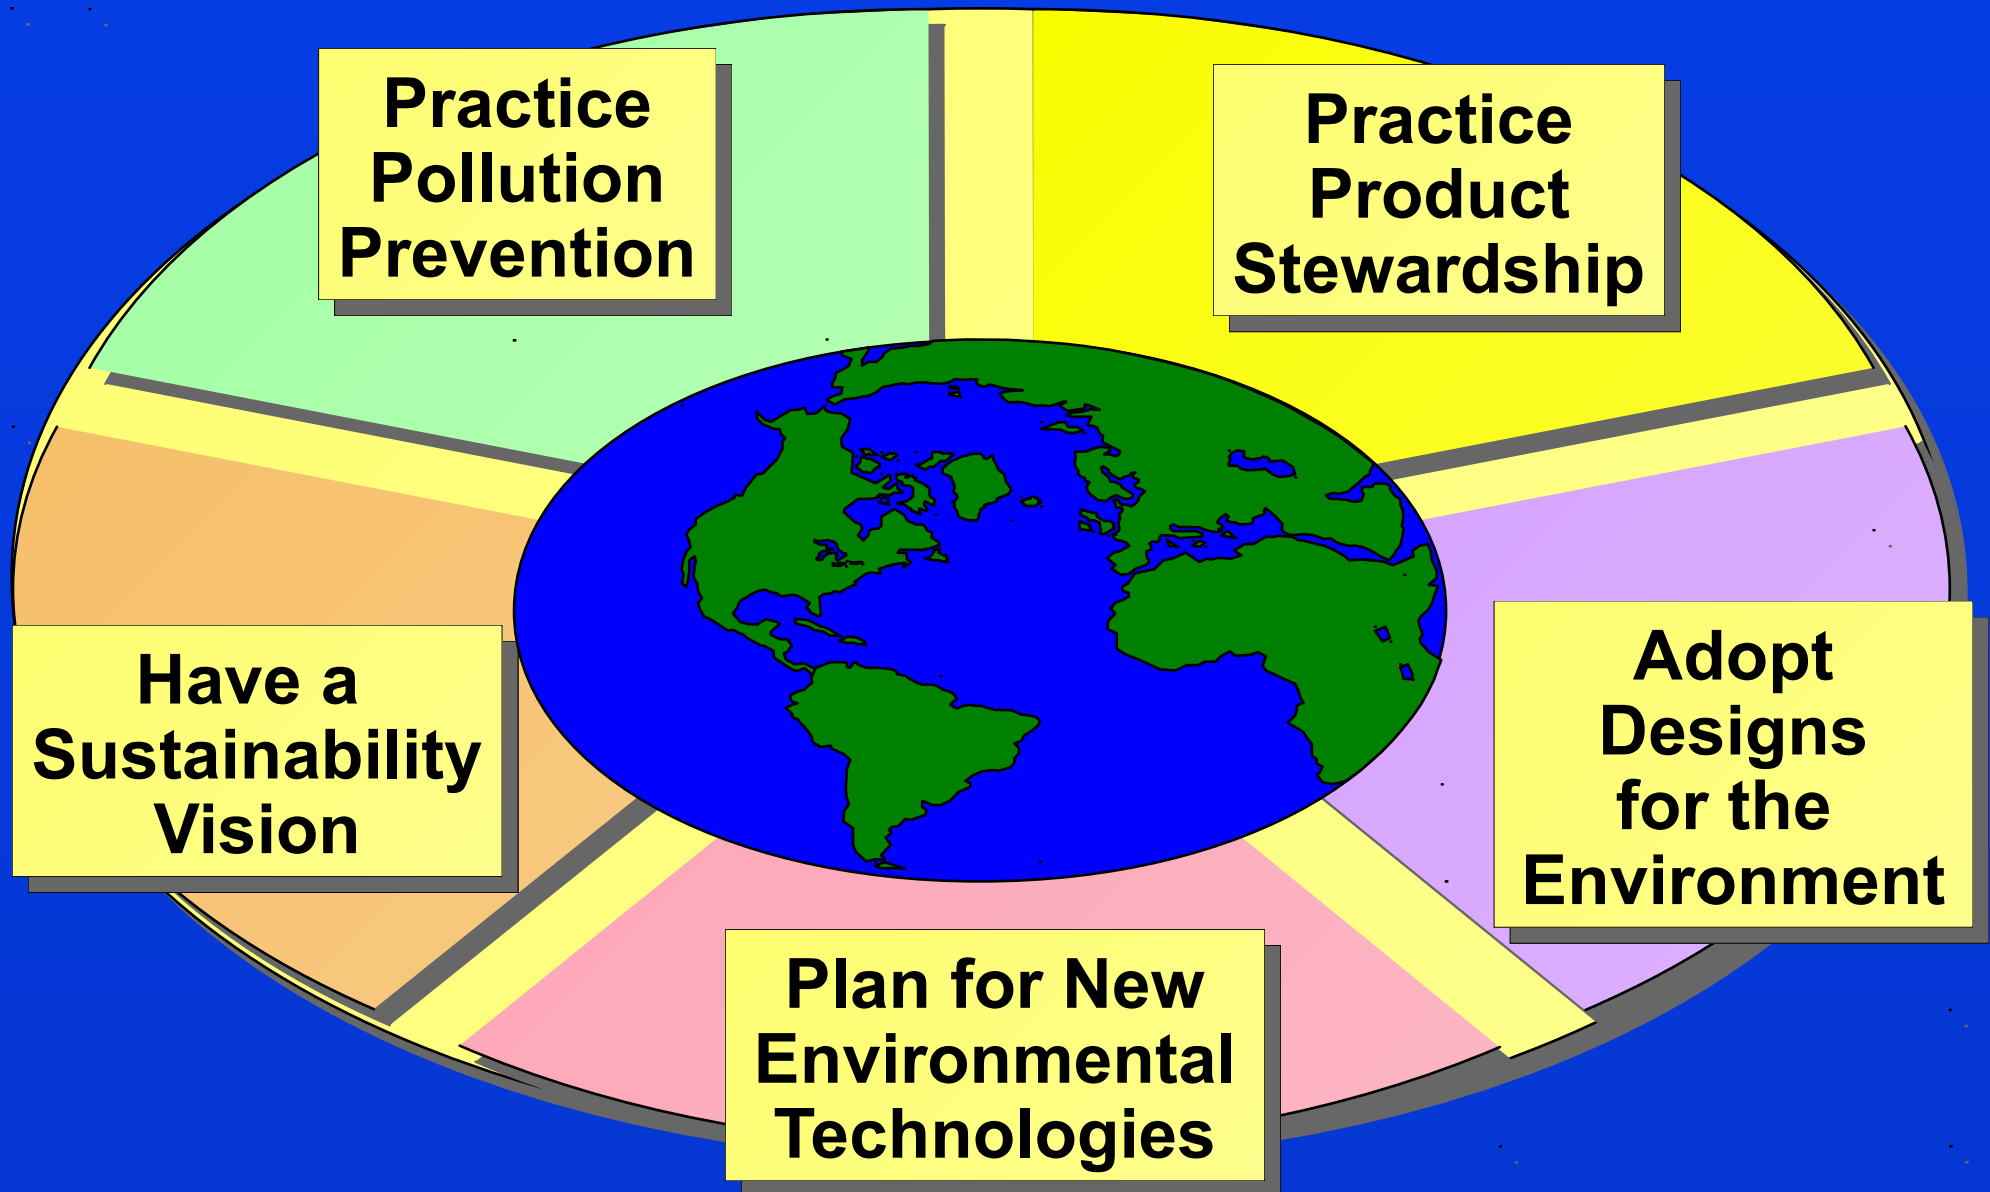 Practice
Pollution
Prevention
Practice
Product
Stewardship
Have a
Sustainability
Vision
Adopt
Designs
for the
Environment
Plan for New
Environmental
Technologies